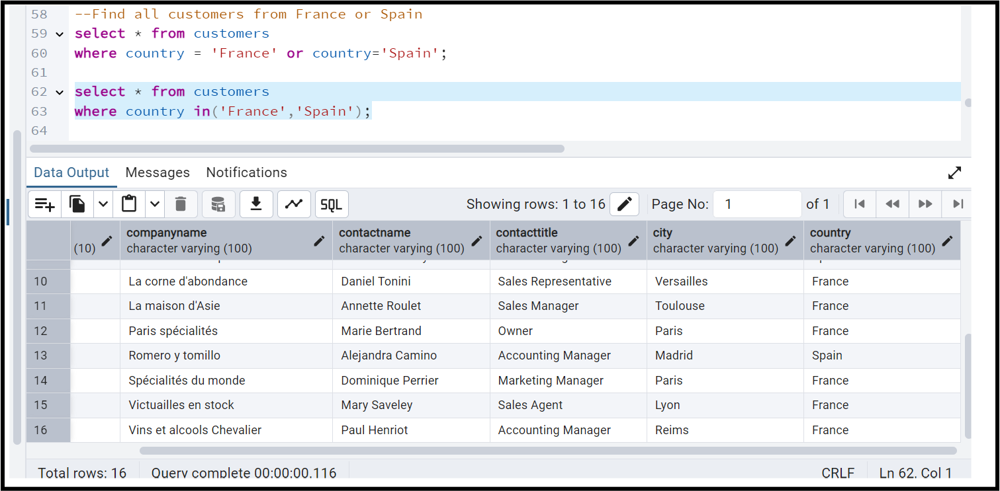 58 --Find all customers from France or Spain
59 select * from customers
60 where country = 'France' or country='Spain';
61
62 select * from customers
63 where country in('France','Spain');
64
Data Output Messages Notifications
SQL Showing rows: 1 to 16 Page No: 1 of 1
companyname contactname contacttitle city country
(10) character varying (100) character varying (100) character varying (100) character varying (100) character varying (100)
10 La corne d'abondance Daniel Tonini Sales Representative Versailles France
11 La maison d'Asie Annette Roulet Sales Manager Toulouse France
12 Paris spécialités Marie Bertrand Owner Paris France
13 Romero y tomillo Alejandra Camino Accounting Manager Madrid Spain
14 Spécialités du monde Dominique Perrier Marketing Manager Paris France
15 Victuailles en stock Mary Saveley Sales Agent Lyon France
16 Vins et alcools Chevalier Paul Henriot Accounting Manager Reims France
Total rows: 16 Query complete 00:00:00.116 CRLF Ln 62, Col 1